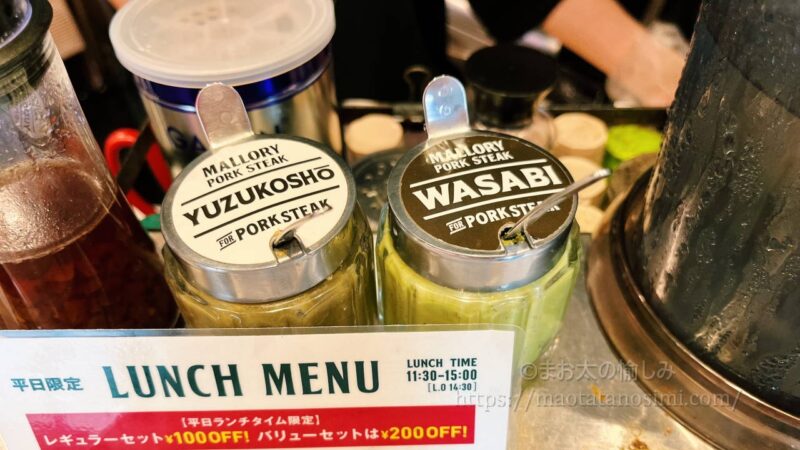 MALLORY
PORK STEAK
YUZUKOSHŌ
FOR PORK STEAK
MALLORY
PORK STEAK
WASABI
FOR PORK STEAK
平日限定
LUNCH MENU
LUNCH TIME
11:30-15:00
[L.O 14:30]
【平日ランチタイム限定】
レギュラーセット¥100OFF! バリューセットは¥200OFF!
©まお太の愉しみ
https://maotatanosimi.com/